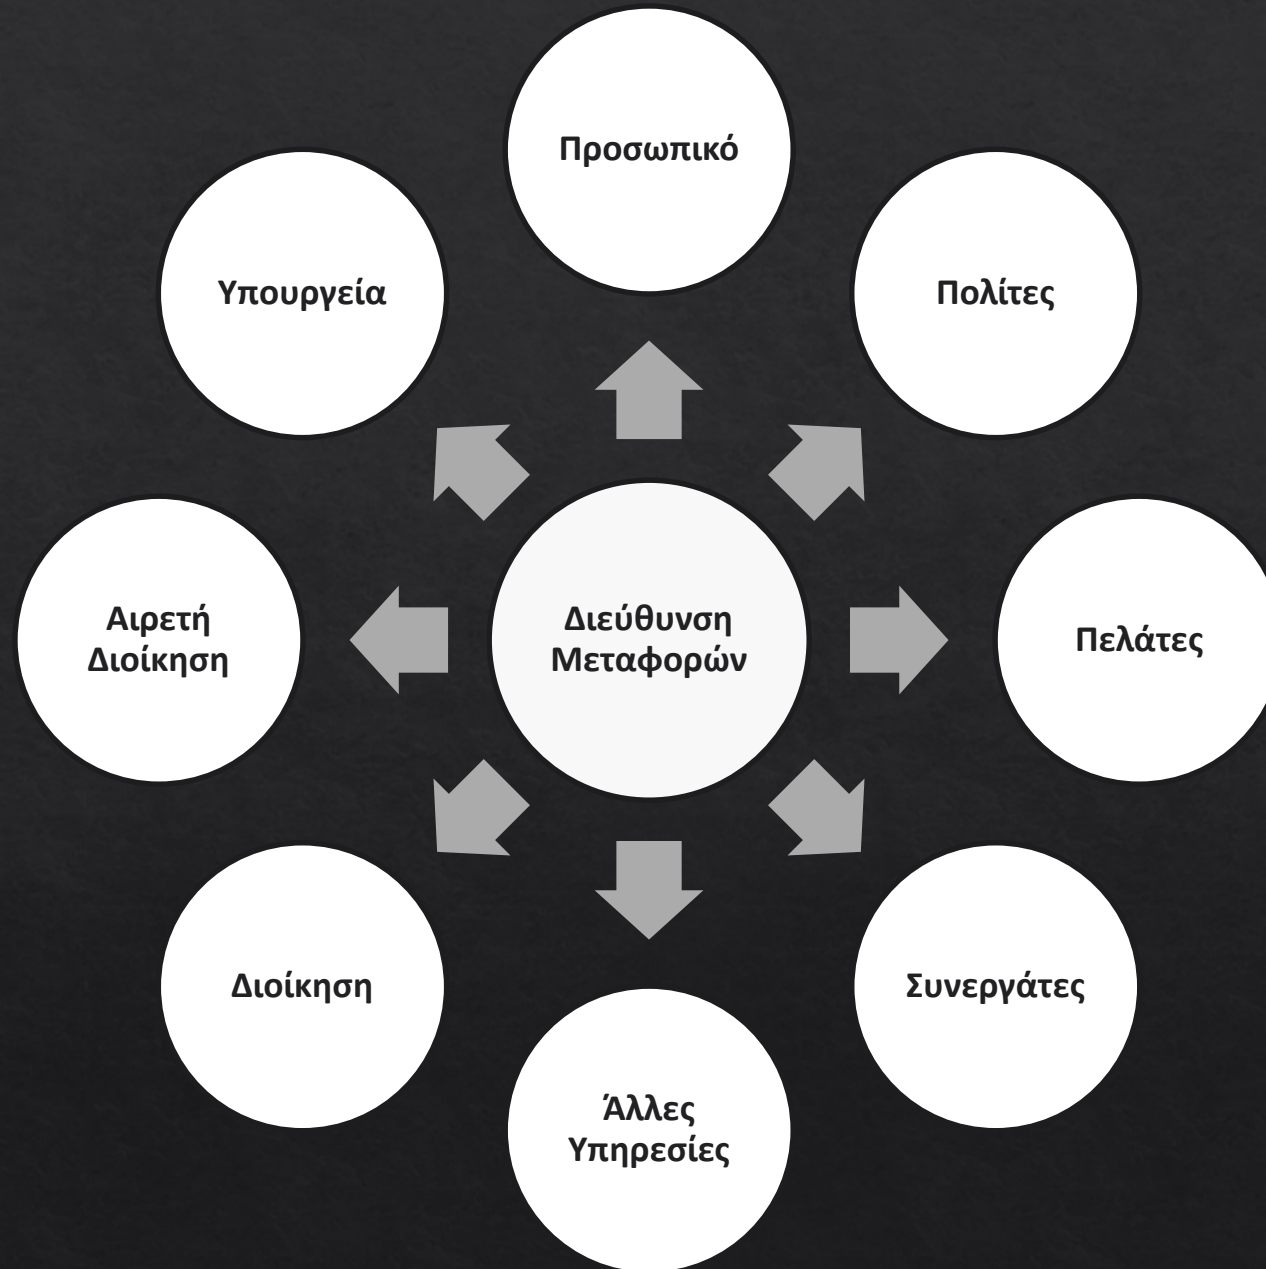 Προσωπικό
Υπουργεία
Πολίτες
Αιρετή
Διοίκηση
Διεύθυνση
Μεταφορών
Πελάτες
Διοίκηση
Συνεργάτες
Άλλες
Υπηρεσίες